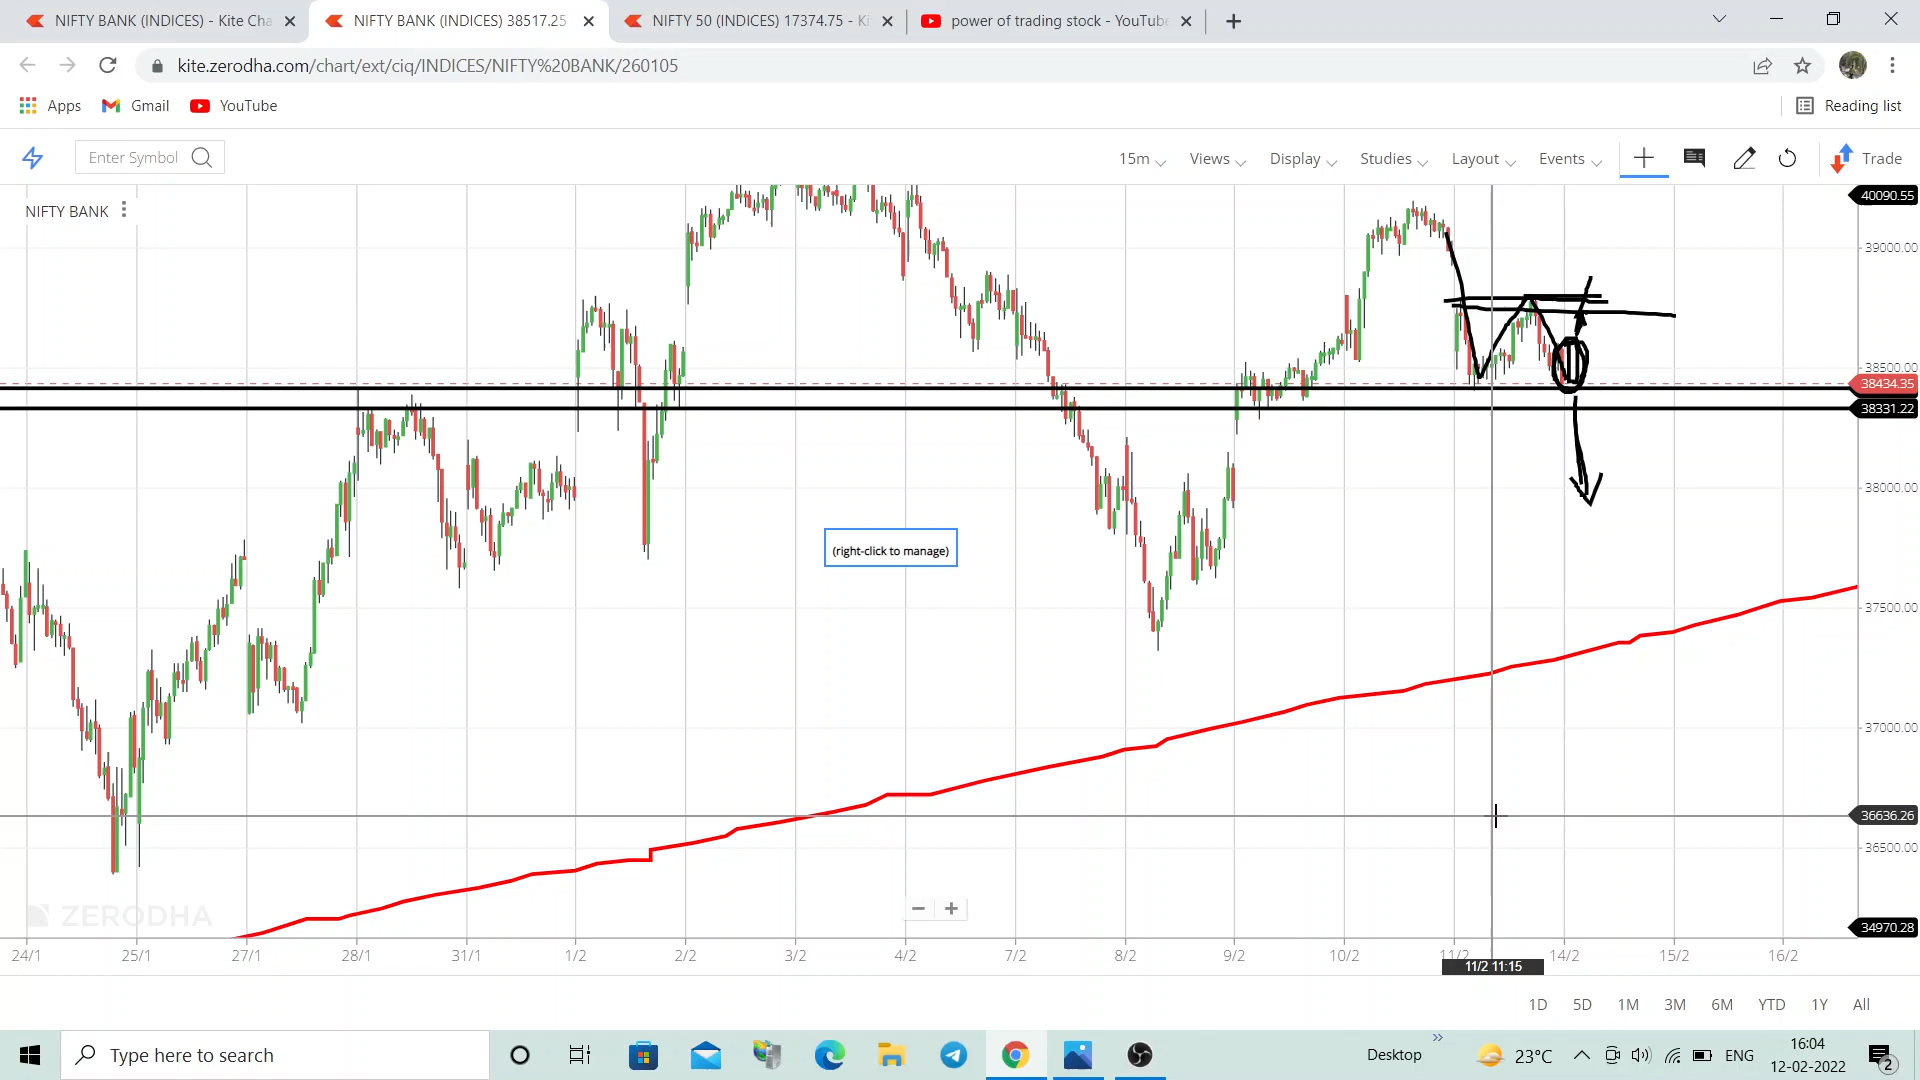 NIFTY BANK (INDICES) - Kite Cha
NIFTY BANK (INDICES) 38517.25
NIFTY 50 (INDICES) 17374.75 - Ki
power of trading stock - YouTube
kite.zerodha.com/chart/ext/ciq/INDICES/NIFTY%20BANK/260105
Apps Gmail YouTube Reading list
Enter Symbol 15m Views Display Studies Layout Events Trade
NIFTY BANK
40090.55
39000.00
38500.00
38434.35
38331.22
38000.00
(right-click to manage)
37500.00
37000.00
36636.26
36500.00
ZERODHA
34970.28
24/1 25/1 27/1 28/1 31/1 1/2 2/2 3/2 4/2 7/2 8/2 9/2 10/2 11/2 14/2 15/2 16/2
11/2 11:15
1D 5D 1M 3M 6M YTD 1Y All
Type here to search Desktop 23°C ENG 16:04
12-02-2022 2